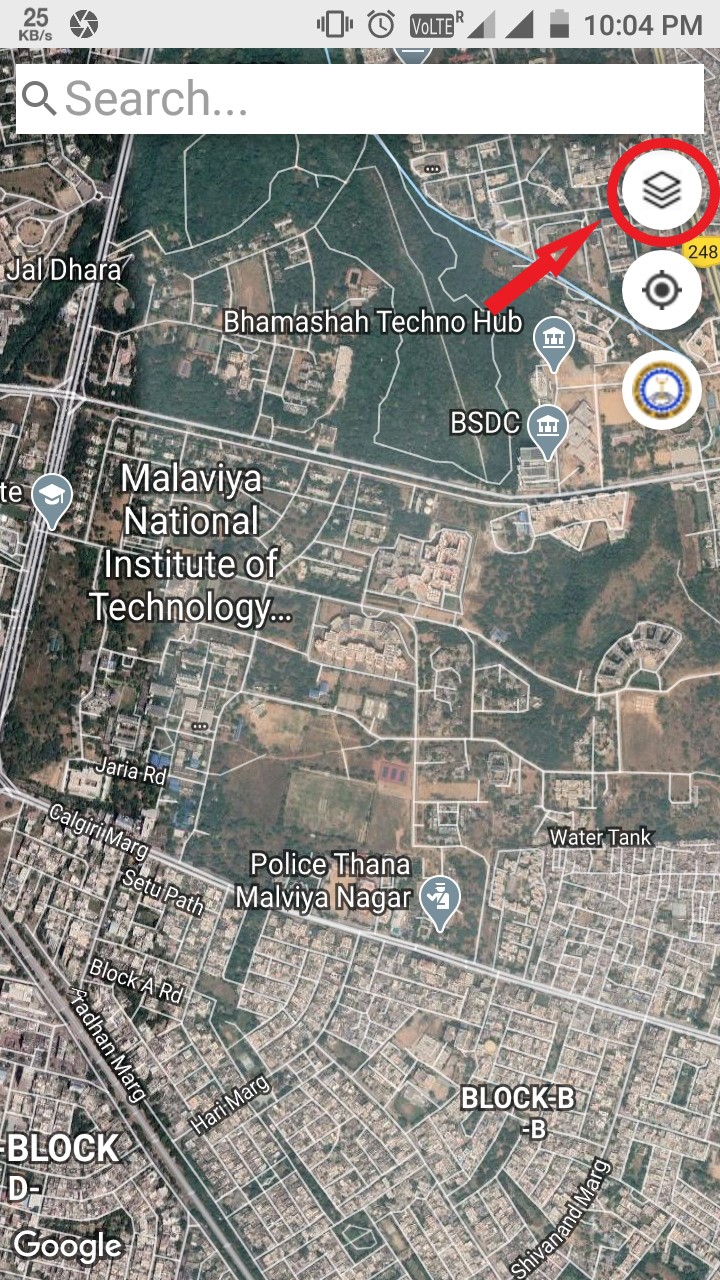 25
KB/s
VoLTE R
10:04 PM
Search...
248
Jal Dhara
Bhamashah Techno Hub
BSDC
te
Malaviya
National
Institute of
Technology...
Jaria Rd
Calgiri Marg
Setu Path
Police Thana
Malviya Nagar
Water Tank
Block A Rd
Pradhan Marg
Hari Marg
BLOCK-B
-B
-BLOCK
D-
Shivanand Marg
Google